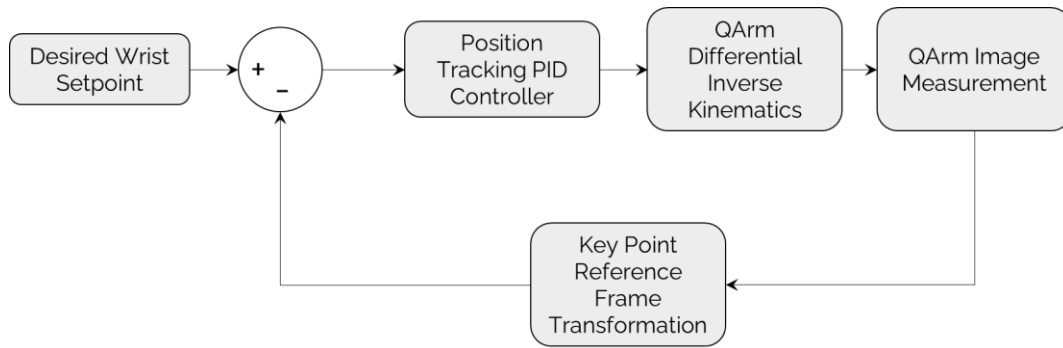 Desired Wrist
Setpoint
+
–
Position
Tracking PID
Controller
QArm
Differential
Inverse
Kinematics
QArm Image
Measurement
Key Point
Reference
Frame
Transformation